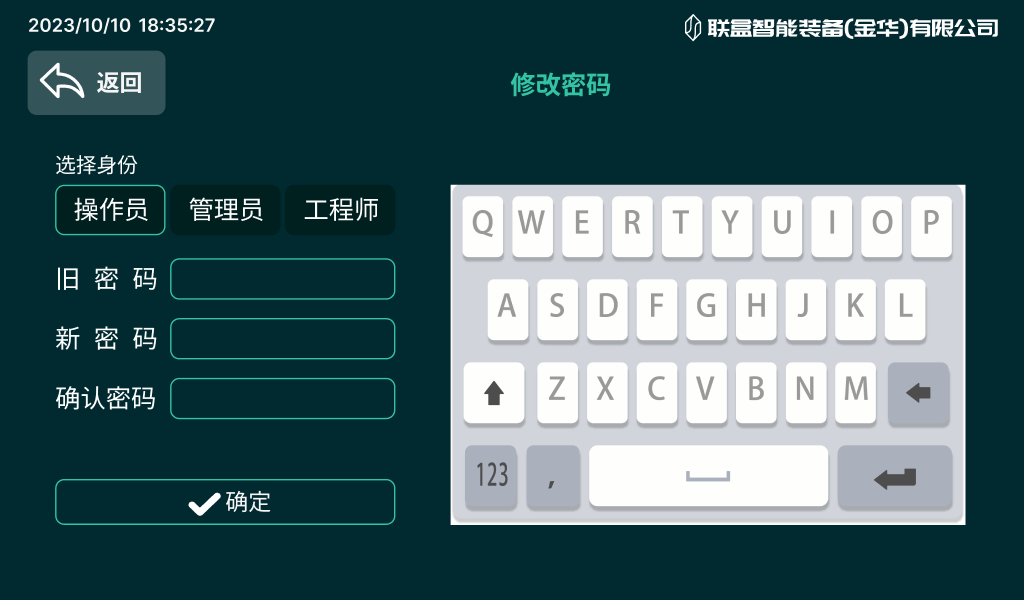 2023/10/10 18:35:27
联盒智能装备(金华)有限公司
返回
修改密码
选择身份
操作员 管理员 工程师
旧 密 码
新 密 码
确认密码
确定
Q W E R T Y U I O P
A S D F G H J K L
Z X C V B N M
123 ,